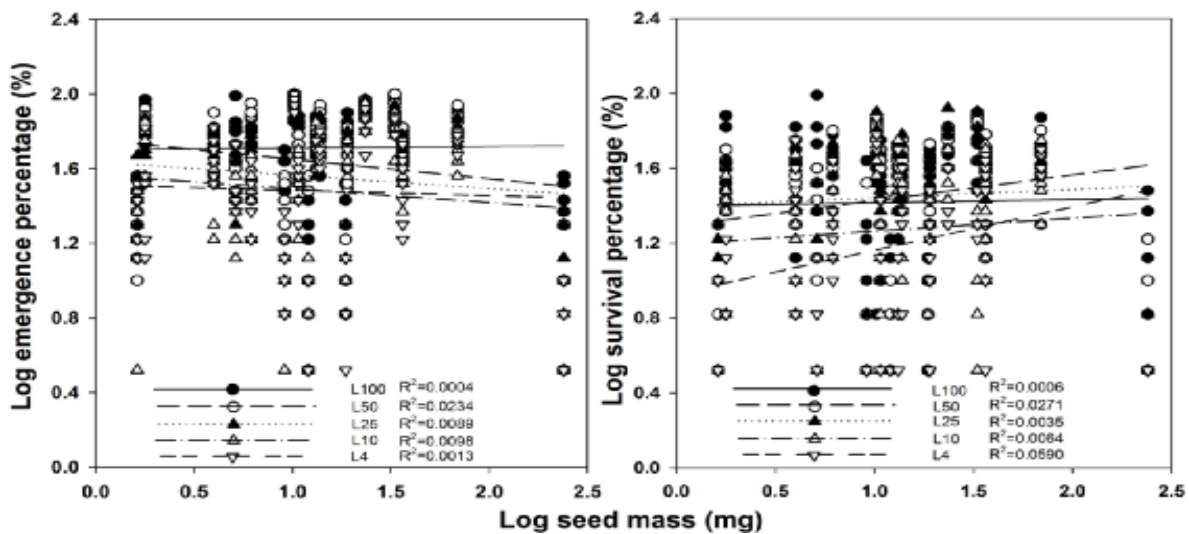 Log emergence percentage (%)
2.4
2.0
1.6
1.2
0.8
0.4
0.0
L100 R²=0.0004
L50 R²=0.0234
L25 R²=0.0089
L10 R²=0.0098
L4 R²=0.0013
0.0 0.5 1.0 1.5 2.0 2.5
Log survival percentage (%)
2.4
2.0
1.6
1.2
0.8
0.4
0.0
L100 R²=0.0006
L50 R²=0.0271
L25 R²=0.0035
L10 R²=0.0064
L4 R²=0.0590
0.0 0.5 1.0 1.5 2.0 2.5
Log seed mass (mg)